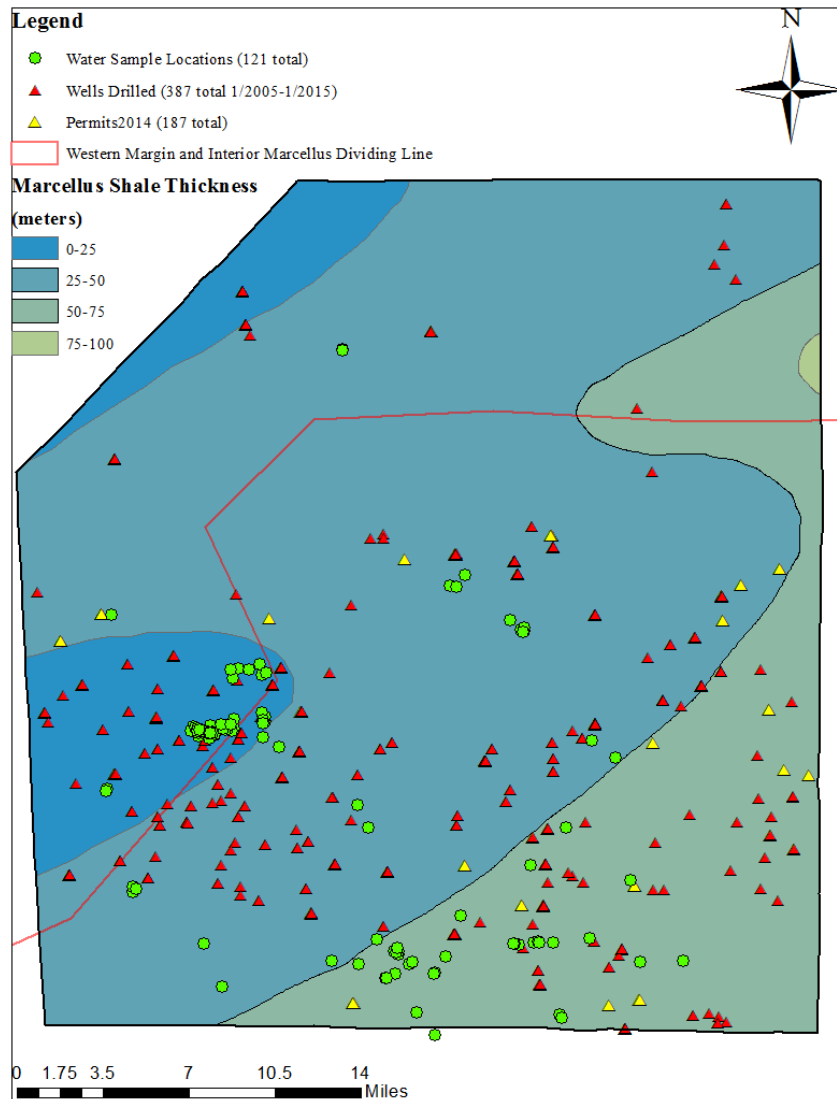 Legend
N
Water Sample Locations (121 total)
Wells Drilled (387 total 1/2005-1/2015)
Permits2014 (187 total)
Western Margin and Interior Marcellus Dividing Line
Marcellus Shale Thickness
(meters)
0-25
25-50
50-75
75-100
0 1.75 3.5 7 10.5 14
Miles